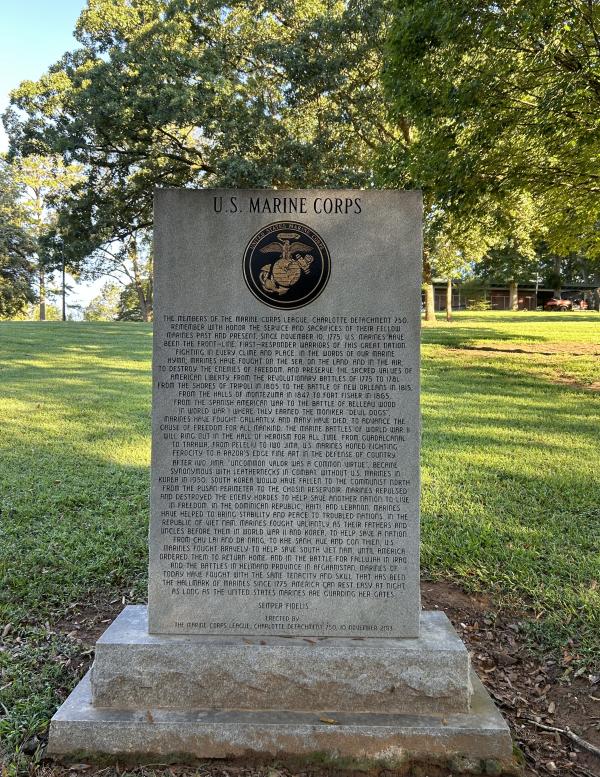 U.S. MARINE CORPS
UNITED STATES MARINE CORPS
THE MEMBERS OF THE MARINE CORPS LEAGUE, CHARLOTTE DETACHMENT 750,
REMEMBER WITH HONOR THE SERVICE AND SACRIFICES OF THEIR FELLOW
MARINES PAST AND PRESENT. SINCE NOVEMBER 10, 1775, U.S. MARINES HAVE
BEEN THE FRONT-LINE, FIRST-RESPONDER WARRIORS OF THIS GREAT NATION,
FIGHTING IN EVERY CLIME AND PLACE. IN THE WORDS OF OUR MARINE
HYMN, MARINES HAVE FOUGHT ON THE SEA, ON THE LAND, AND IN THE AIR,
TO DESTROY THE ENEMIES OF FREEDOM, AND PRESERVE THE SACRED VALUES OF
AMERICAN LIBERTY. FROM THE REVOLUTIONARY BATTLES OF 1775 TO 1781,
FROM THE SHORES OF TRIPOLI IN 1805 TO THE BATTLE OF NEW ORLEANS IN 1815,
FROM THE HALLS OF MONTEZUMA IN 1847 TO FORT FISHER IN 1865,
FROM THE SPANISH AMERICAN WAR TO THE BATTLE OF BELLEAU WOOD
IN WORLD WAR I WHERE THEY EARNED THE MONIKER "DEVIL DOGS",
MARINES HAVE FOUGHT GALLANTLY, AND MANY HAVE DIED, TO ADVANCE THE
CAUSE OF FREEDOM FOR ALL MANKIND. THE MARINE BATTLES OF WORLD WAR II
WILL RING OUT IN THE HALL OF HEROISM FOR ALL TIME. FROM GUADALCANAL
TO TARAWA, FROM PELELIU TO IWO JIMA, U.S. MARINES HONED FIGHTING
FEROCITY TO A RAZOR'S EDGE FINE ART IN THE DEFENSE OF COUNTRY.
AFTER IWO JIMA, "UNCOMMON VALOR WAS A COMMON VIRTUE", BECAME
SYNONYMOUS WITH LEATHERNECKS IN COMBAT. WITHOUT U.S. MARINES IN
KOREA IN 1950, SOUTH KOREA WOULD HAVE FALLEN TO THE COMMUNIST NORTH.
FROM THE PUSAN PERIMETER TO THE CHOSIN RESERVOIR, MARINES REPULSED
AND DESTROYED THE ENEMY HORDES TO HELP SAVE ANOTHER NATION TO LIVE
IN FREEDOM. IN THE DOMINICAN REPUBLIC, HAITI, AND LEBANON, MARINES
HAVE HELPED TO BRING STABILITY AND PEACE TO TROUBLED NATIONS. IN THE
REPUBLIC OF VIET NAM, MARINES FOUGHT VALIANTLY AS THEIR FATHERS AND
UNCLES BEFORE THEM IN WORLD WAR II AND KOREA, TO HELP SAVE A NATION.
FROM CHU LAI AND DA NANG, TO KHE SANH, HUE, AND CON THIEN, U.S.
MARINES FOUGHT BRAVELY TO HELP SAVE SOUTH VIET NAM, UNTIL AMERICA
ORDERED THEM TO RETURN HOME. AND IN THE BATTLE FOR FALLUJAH IN IRAQ
AND THE BATTLES IN HELMAND PROVINCE IN AFGHANISTAN, MARINES OF
TODAY HAVE FOUGHT WITH THE SAME TENACITY AND SKILL THAT HAS BEEN
THE HALLMARK OF MARINES SINCE 1775. AMERICA CAN REST EASY AT NIGHT
AS LONG AS THE UNITED STATES MARINES ARE GUARDING HER GATES.
SEMPER FIDELIS
ERECTED BY
THE MARINE CORPS LEAGUE, CHARLOTTE DETACHMENT 750, 10 NOVEMBER 2013